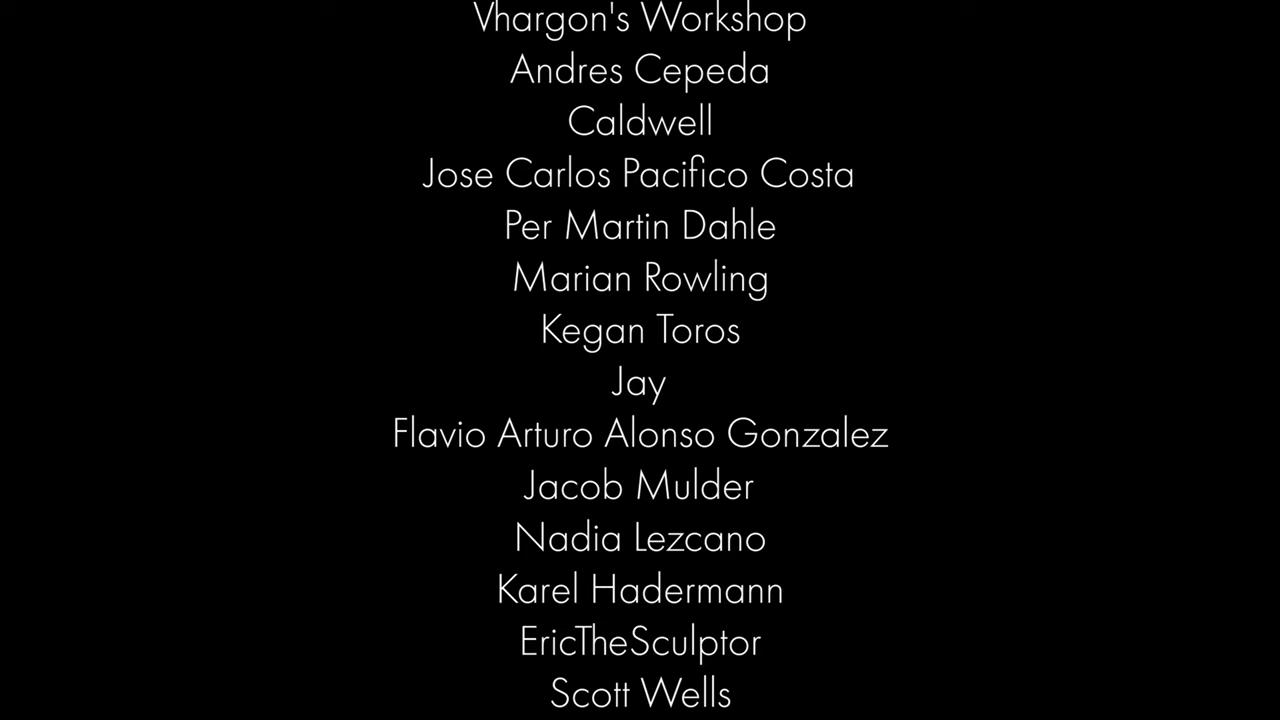 Vhargon's Workshop
Andres Cepeda
Caldwell
Jose Carlos Pacifico Costa
Per Martin Dahle
Marian Rowling
Kegan Toros
Jay
Flavio Arturo Alonso Gonzalez
Jacob Mulder
Nadia Lezcano
Karel Hadermann
EricTheSculptor
Scott Wells